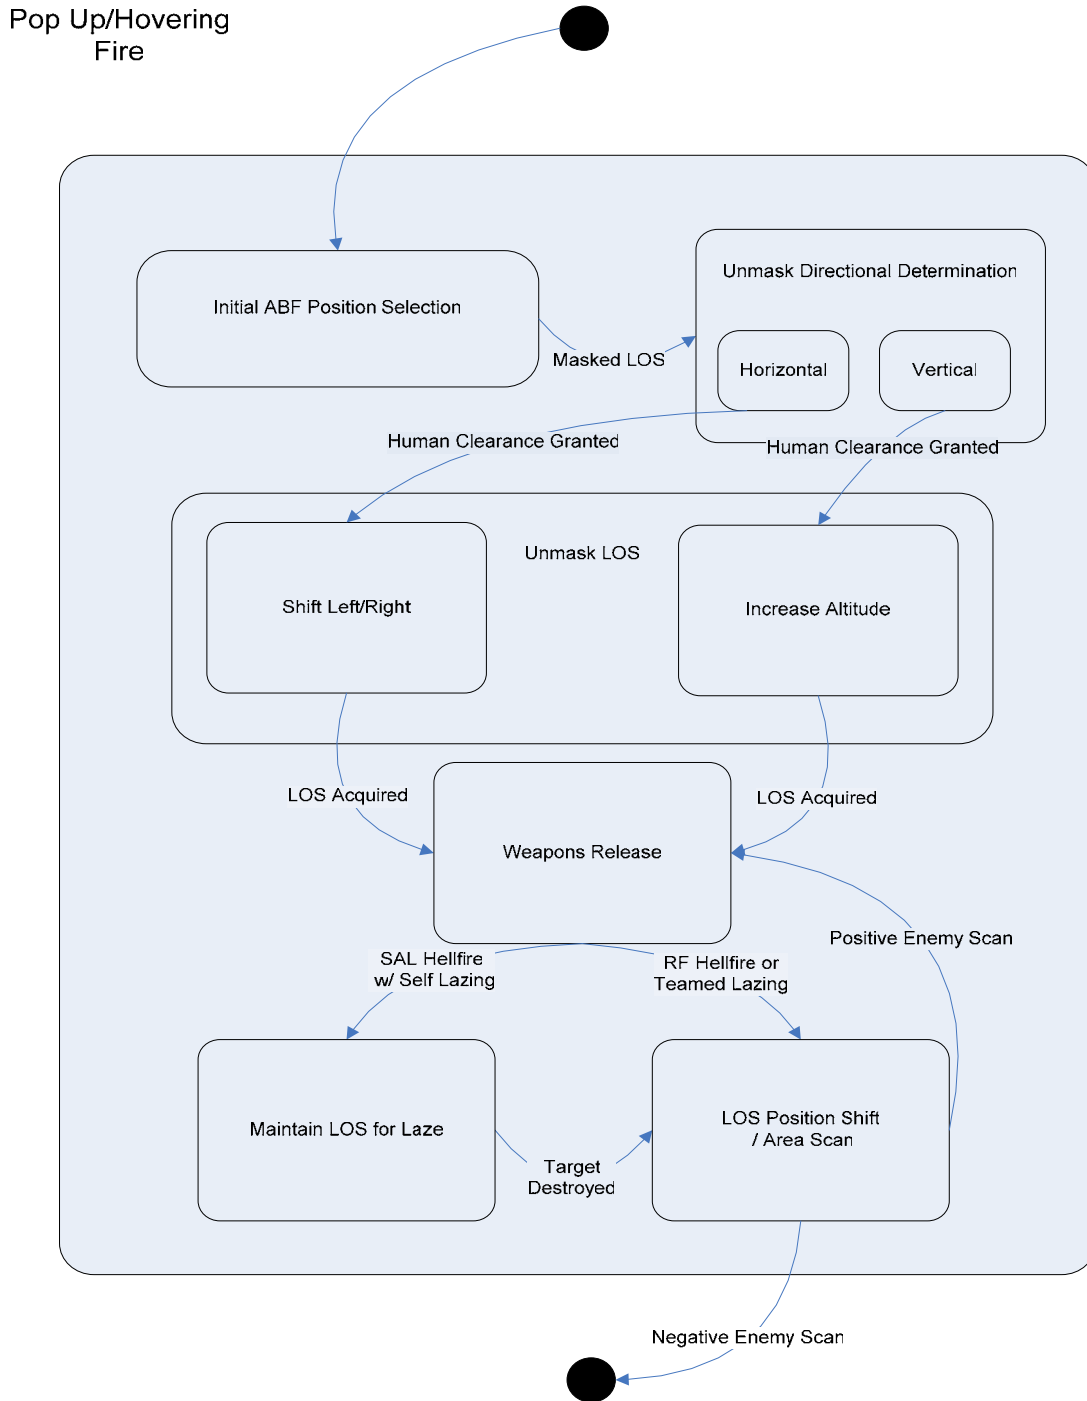 Pop Up/Hovering
Fire
Initial ABF Position Selection
Unmask Directional Determination
Masked LOS
Horizontal
Vertical
Human Clearance Granted
Human Clearance Granted
Unmask LOS
Shift Left/Right
Increase Altitude
LOS Acquired
LOS Acquired
Weapons Release
Positive Enemy Scan
SAL Hellfire
w/ Self Lazing
RF Hellfire or
Teamed Lazing
Maintain LOS for Laze
LOS Position Shift
/ Area Scan
Target
Destroyed
Negative Enemy Scan